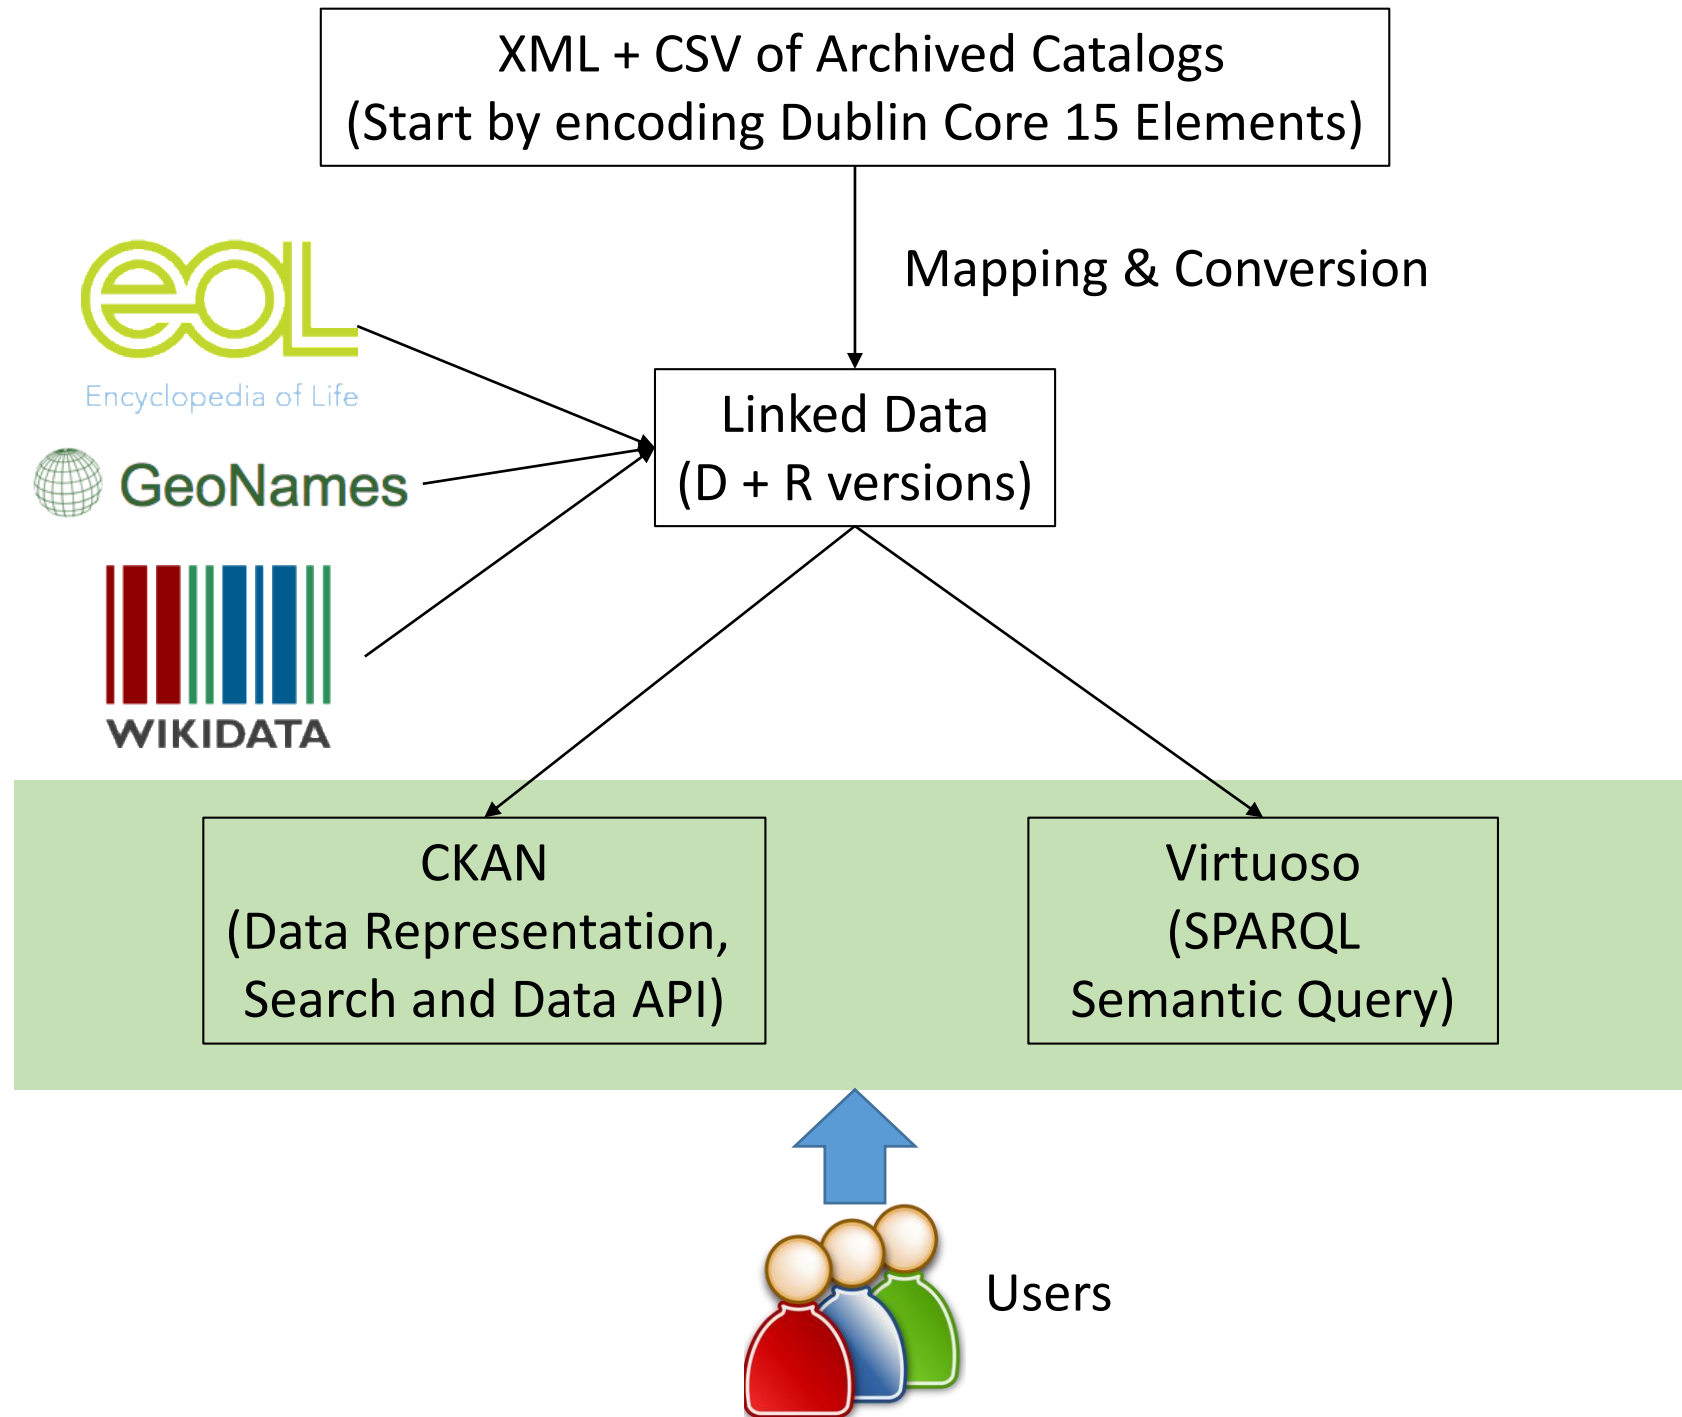 XML + CSV of Archived Catalogs
(Start by encoding Dublin Core 15 Elements)
Mapping & Conversion
eOL
Encyclopedia of Life
GeoNames
WIKIDATA
Linked Data
(D + R versions)
CKAN
(Data Representation,
Search and Data API)
Virtuoso
(SPARQL
Semantic Query)
Users